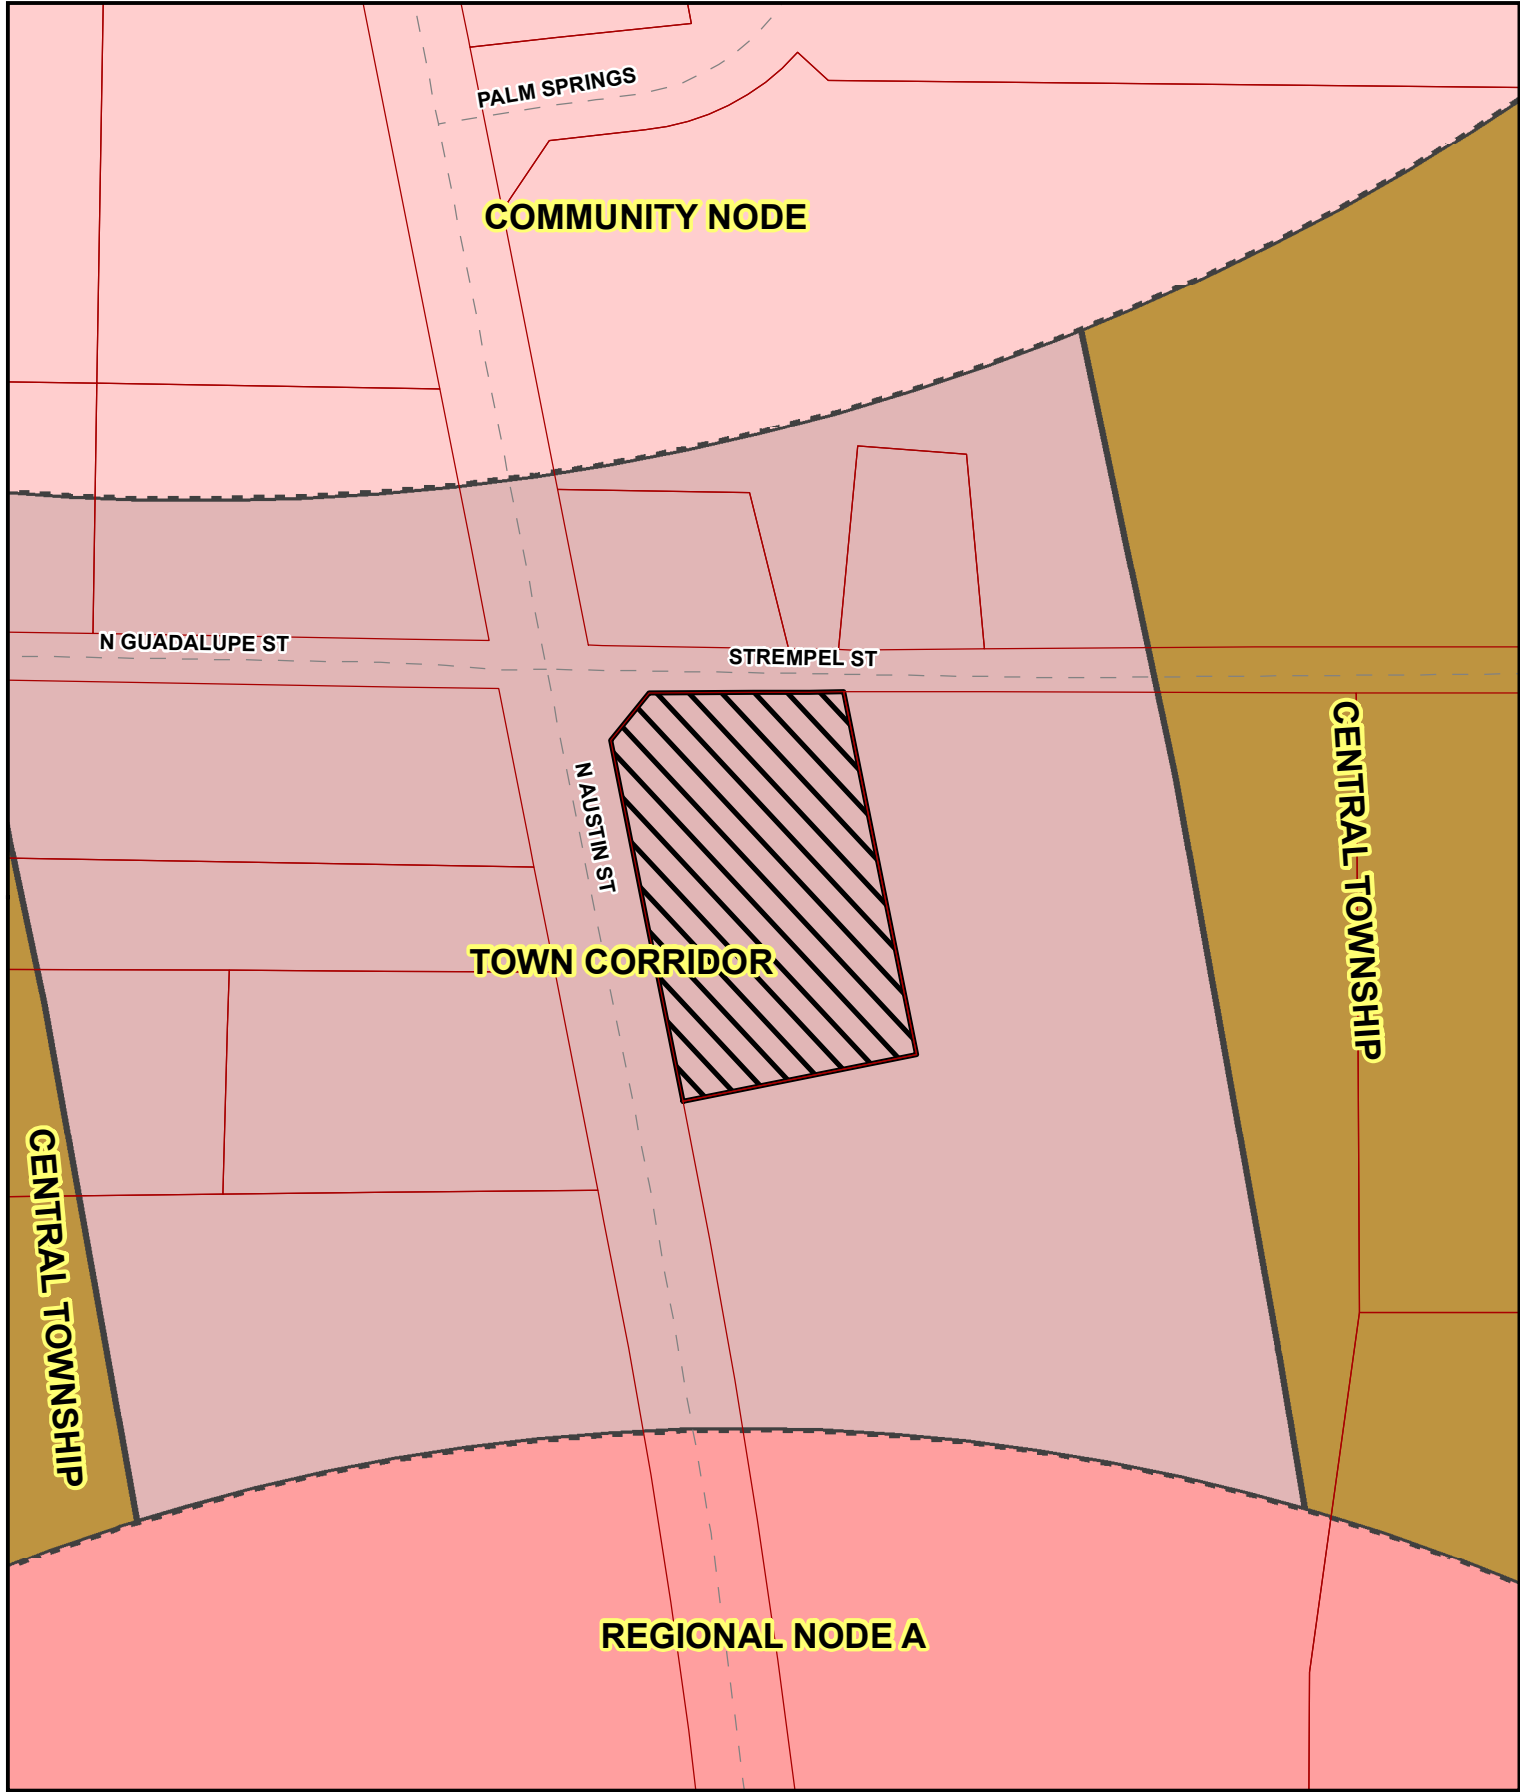 PALM SPRINGS
COMMUNITY NODE
N GUADALUPE ST
STREMPEL ST
CENTRAL TOWNSHIP
N AUSTIN ST
TOWN CORRIDOR
CENTRAL TOWNSHIP
REGIONAL NODE A